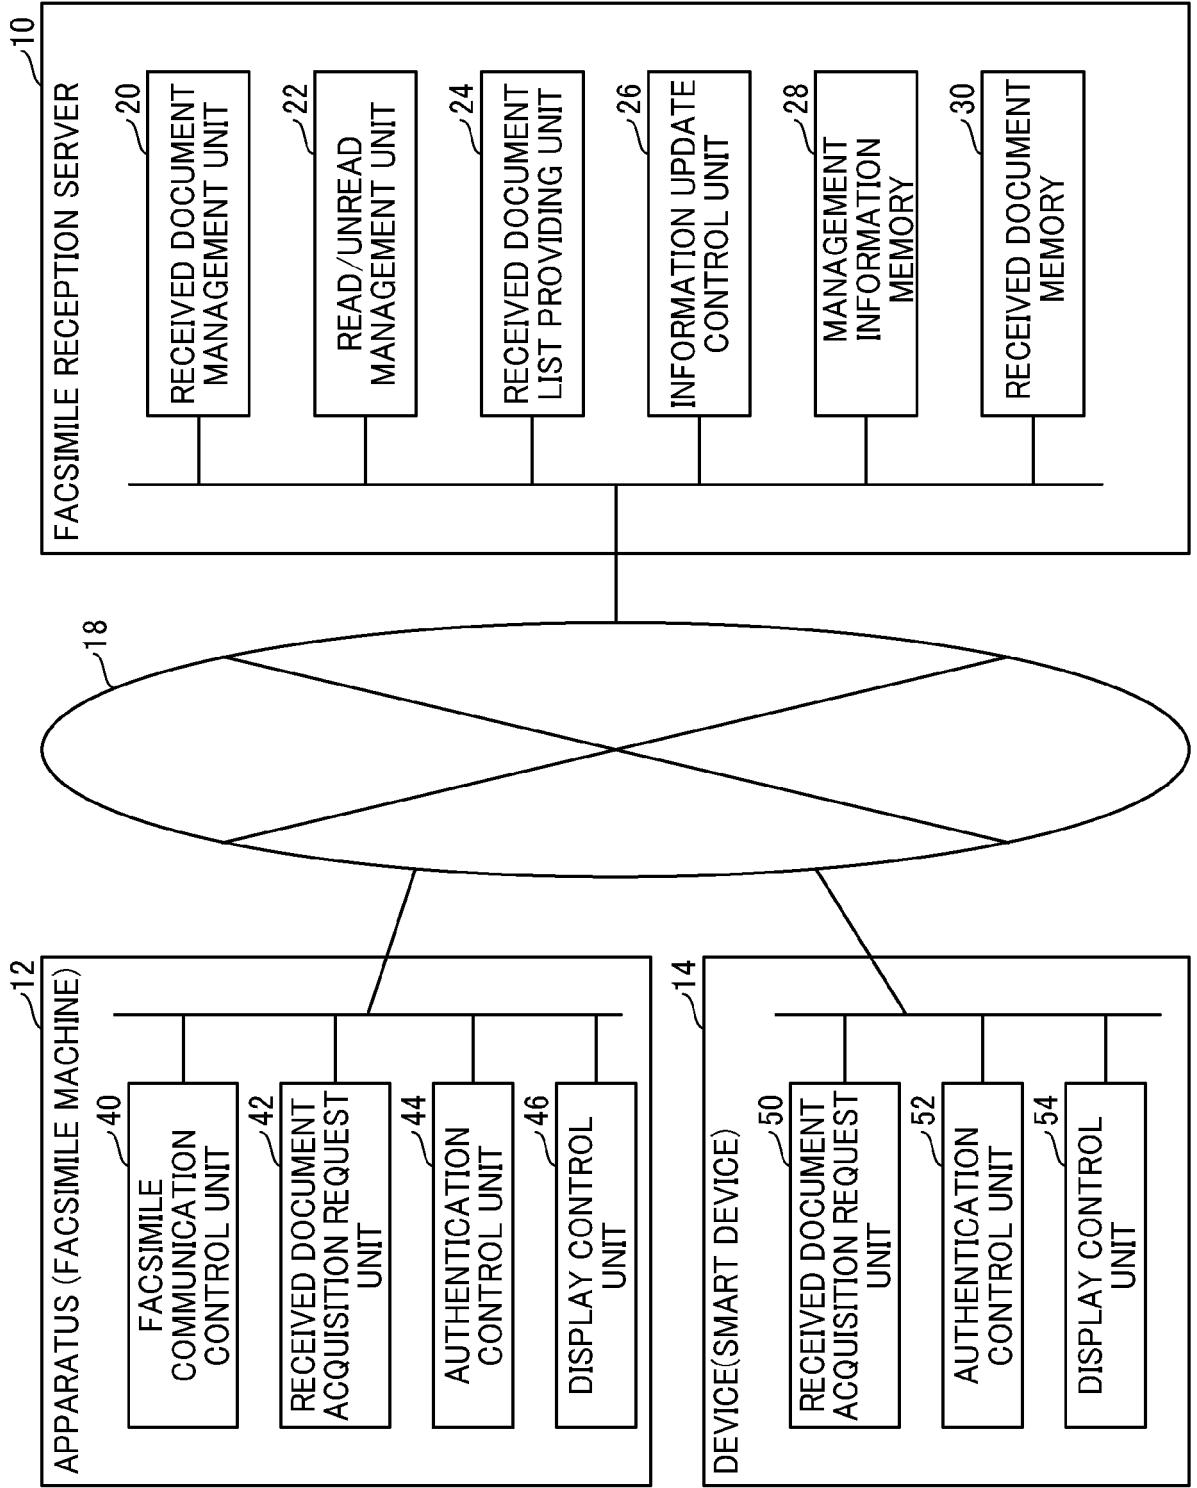 12
APPARATUS (FACSIMILE MACHINE)
40
FACSIMILE
COMMUNICATION
CONTROL UNIT
42
RECEIVED DOCUMENT
ACQUISITION REQUEST
UNIT
44
AUTHENTICATION
CONTROL UNIT
46
DISPLAY CONTROL
UNIT
14
DEVICE(SMART DEVICE)
50
RECEIVED DOCUMENT
ACQUISITION REQUEST
UNIT
52
AUTHENTICATION
CONTROL UNIT
54
DISPLAY CONTROL
UNIT
18
10
FACSIMILE RECEPTION SERVER
20
RECEIVED DOCUMENT
MANAGEMENT UNIT
22
READ/UNREAD
MANAGEMENT UNIT
24
RECEIVED DOCUMENT
LIST PROVIDING UNIT
26
INFORMATION UPDATE
CONTROL UNIT
28
MANAGEMENT
INFORMATION
MEMORY
30
RECEIVED DOCUMENT
MEMORY